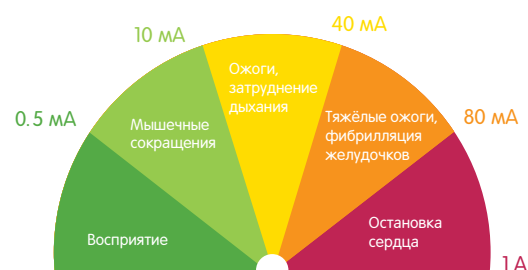 10 мА
40 мА
0.5 мА
80 мА
Ожоги,
затруднение
дыхания
Мышечные
сокращения
Тяжёлые ожоги,
фибрилляция
желудочков
Восприятие
Остановка
сердца
1А